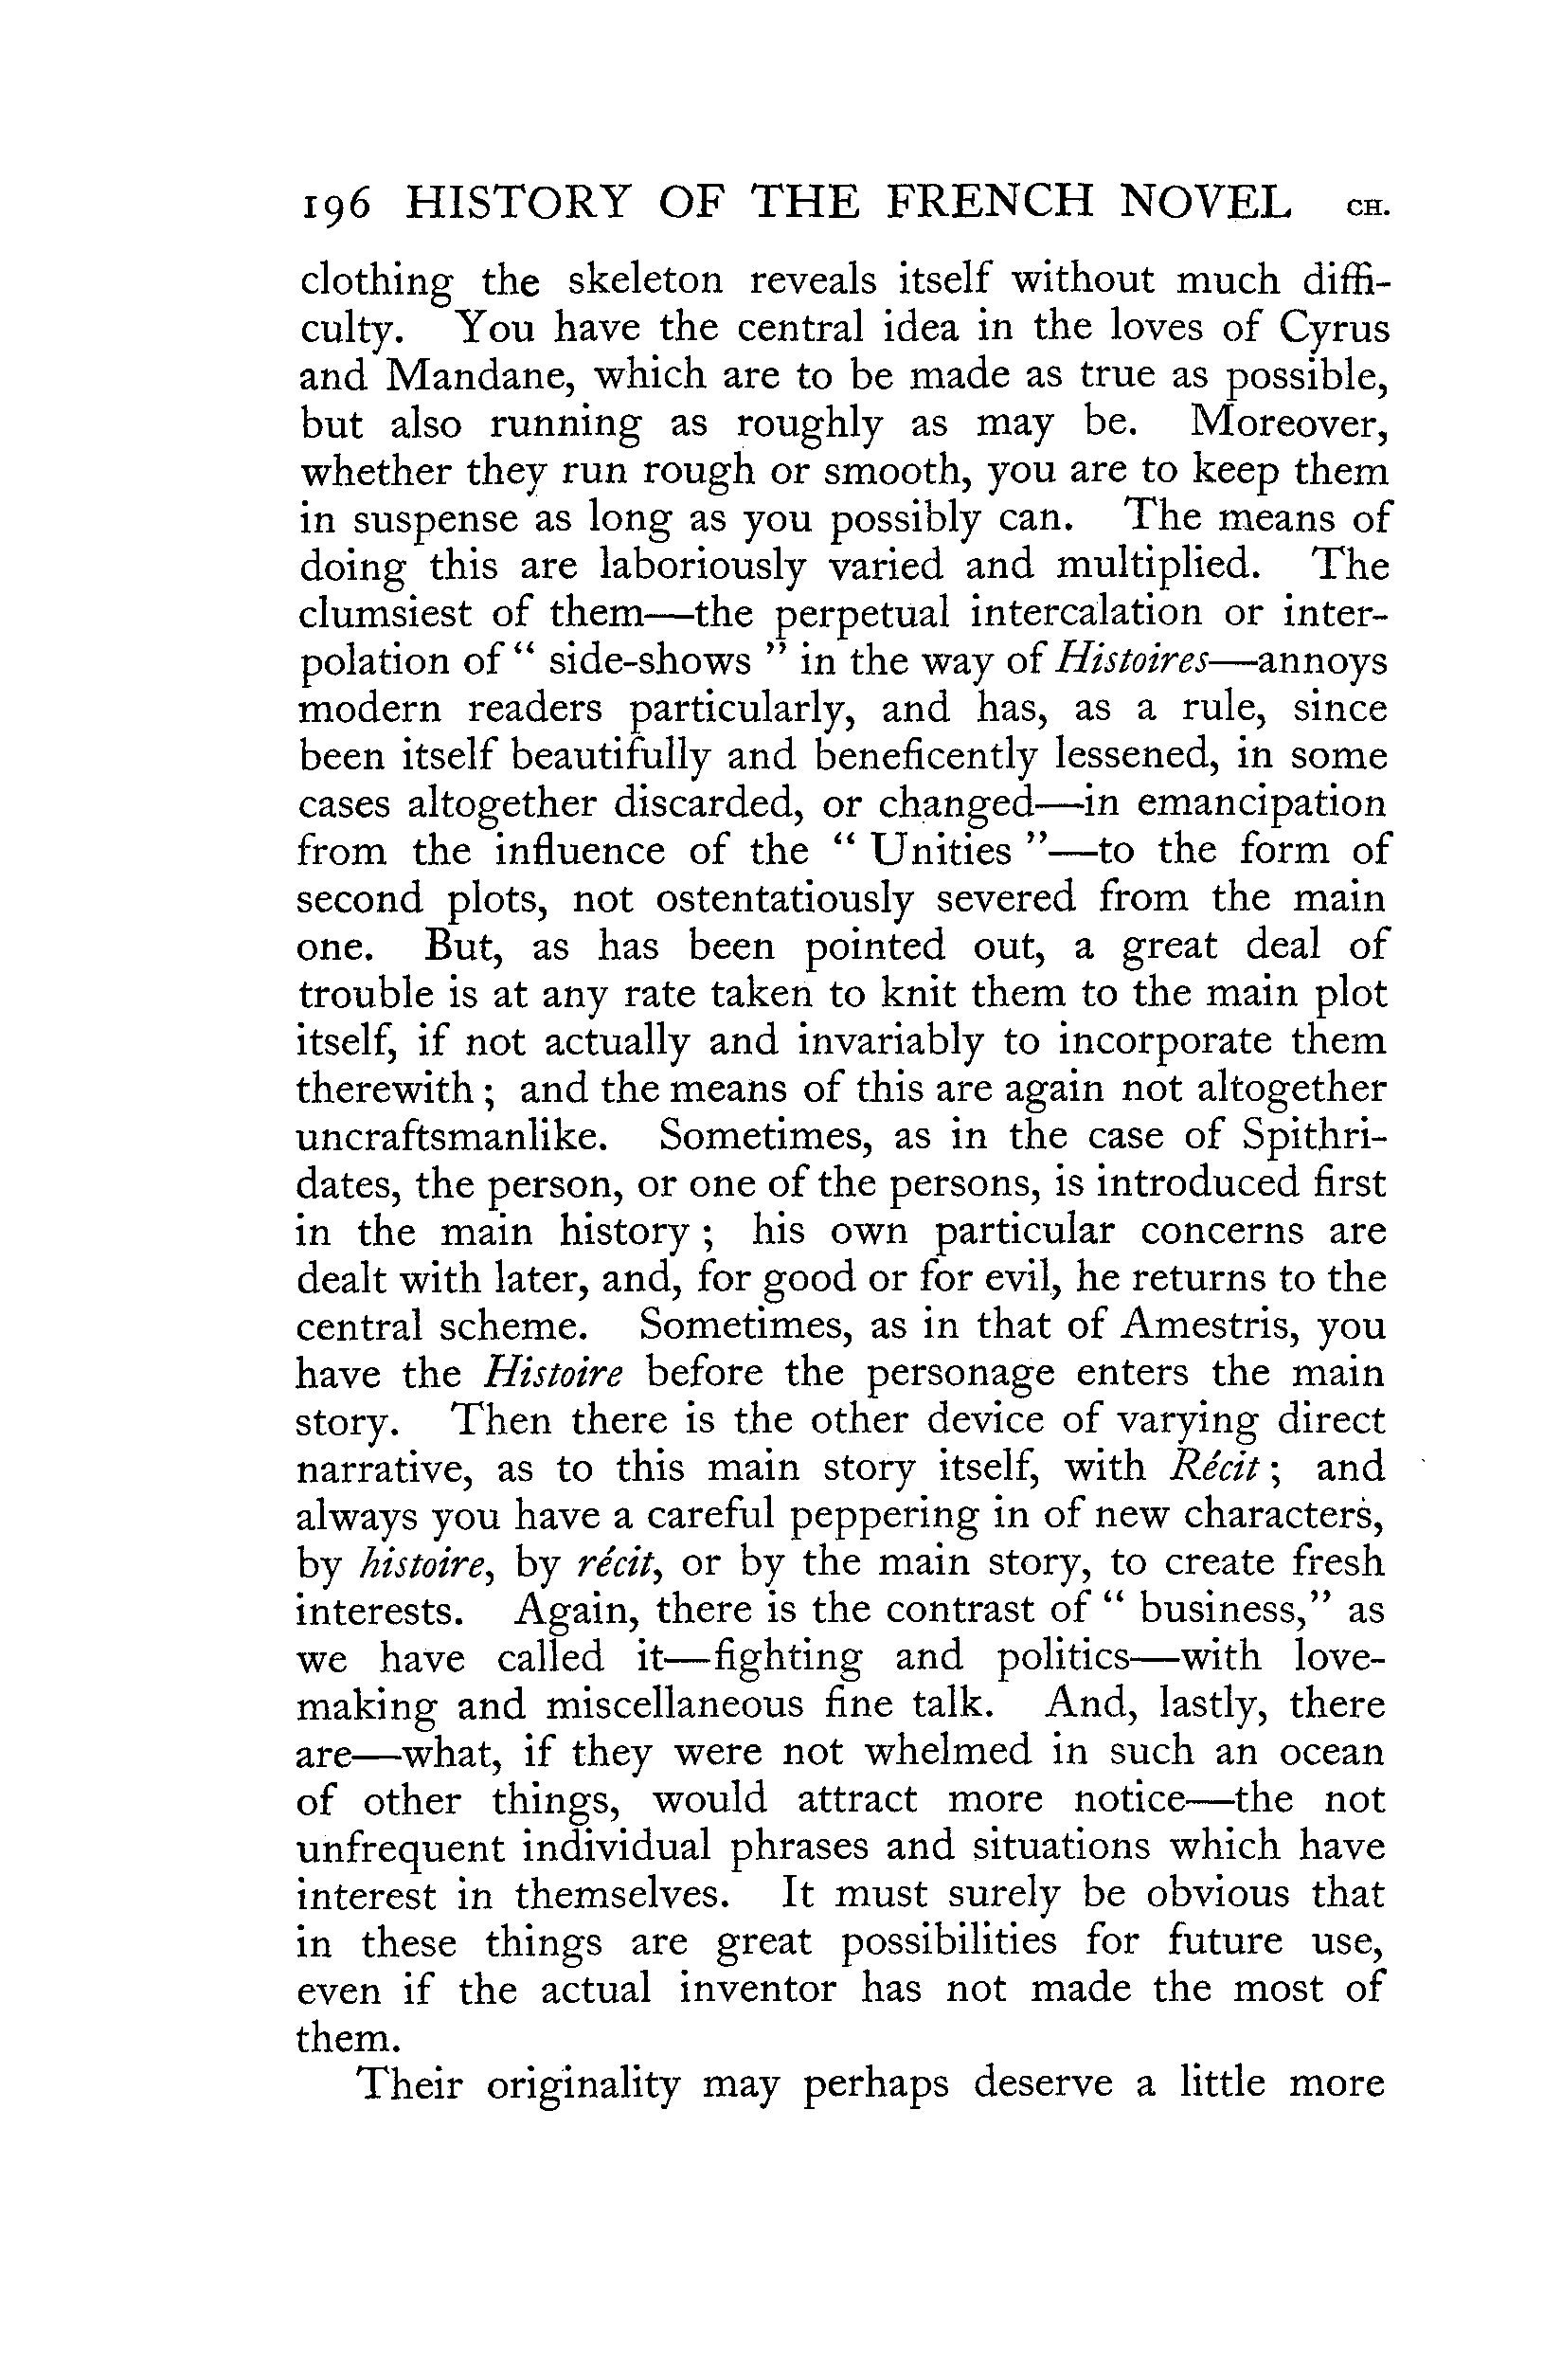 196 HISTORY OF THE FRENCH NOVEL CH.
clothing the skeleton reveals itself without much diffi-
culty. You have the central idea in the loves of Cyrus
and Mandane, which are to be made as true as possible,
but also running as roughly as may be. Moreover,
whether they run rough or smooth, you are to keep them
in suspense as long as you possibly can. The means of
doing this are laboriously varied and multiplied. The
clumsiest of them—the perpetual intercalation or inter-
polation of “ side-shows ” in the way of Histoires—annoys
modern readers particularly, and has, as a rule, since
been itself beautifully and beneficently lessened, in some
cases altogether discarded, or changed—in emancipation
from the influence of the “ Unities ”—to the form of
second plots, not ostentatiously severed from the main
one. But, as has been pointed out, a great deal of
trouble is at any rate taken to knit them to the main plot
itself, if not actually and invariably to incorporate them
therewith ; and the means of this are again not altogether
uncraftsmanlike. Sometimes, as in the case of Spithri-
dates, the person, or one of the persons, is introduced first
in the main history ; his own particular concerns are
dealt with later, and, for good or for evil, he returns to the
central scheme. Sometimes, as in that of Amestris, you
have the Histoire before the personage enters the main
story. Then there is the other device of varying direct
narrative, as to this main story itself, with Récit ; and
always you have a careful peppering in of new characters,
by histoire, by récit, or by the main story, to create fresh
interests. Again, there is the contrast of “ business,” as
we have called it—fighting and politics—with love-
making and miscellaneous fine talk. And, lastly, there
are—what, if they were not whelmed in such an ocean
of other things, would attract more notice—the not
unfrequent individual phrases and situations which have
interest in themselves. It must surely be obvious that
in these things are great possibilities for future use,
even if the actual inventor has not made the most of
them.
Their originality may perhaps deserve a little more